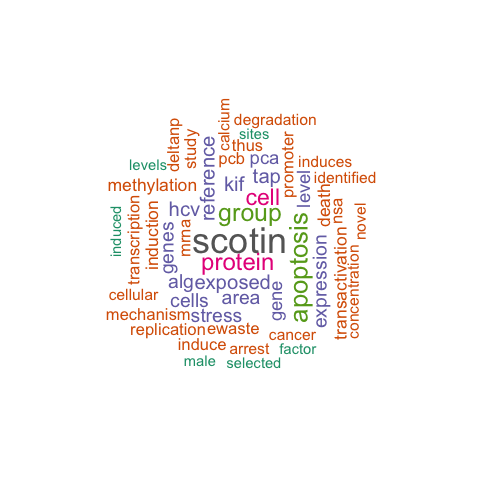 calcium
degradation
deltanp
study
sites
thus
reference
pcb
pca
promoter
induces
levels
tap
level
identified
methylation
kif
cell
death
nsa
novel
hcv
group
induced
transcription
induction
genes
mrna
scotin
apoptosis
expression
transactivation
concentration
protein
alg
exposed
gene
cellular
cells
area
mechanism
stress
replication
ewaste
cancer
induce
arrest
factor
male
selected